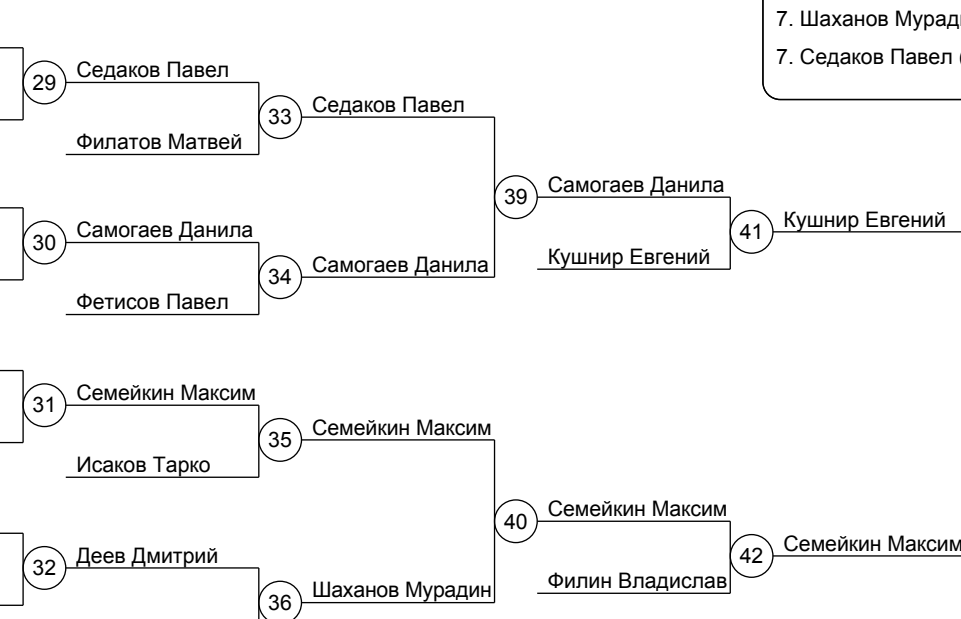 7. Шаханов
7. Седаков Павел
29 Седаков Павел
33 Седаков Павел
Филатов Матвей
39 Самогаев Данила
41 Кушнир Евгений
30 Самогаев Данила
34 Самогаев Данила
Кушнир Евгений
Фетисов Павел
31 Семейкин Максим
35 Семейкин Максим
Исаков Тарко
40 Семейкин Максим
42 Семейкин Максим
32 Деев Дмитрий
36 Шаханов Мурадин
Филин Владислав